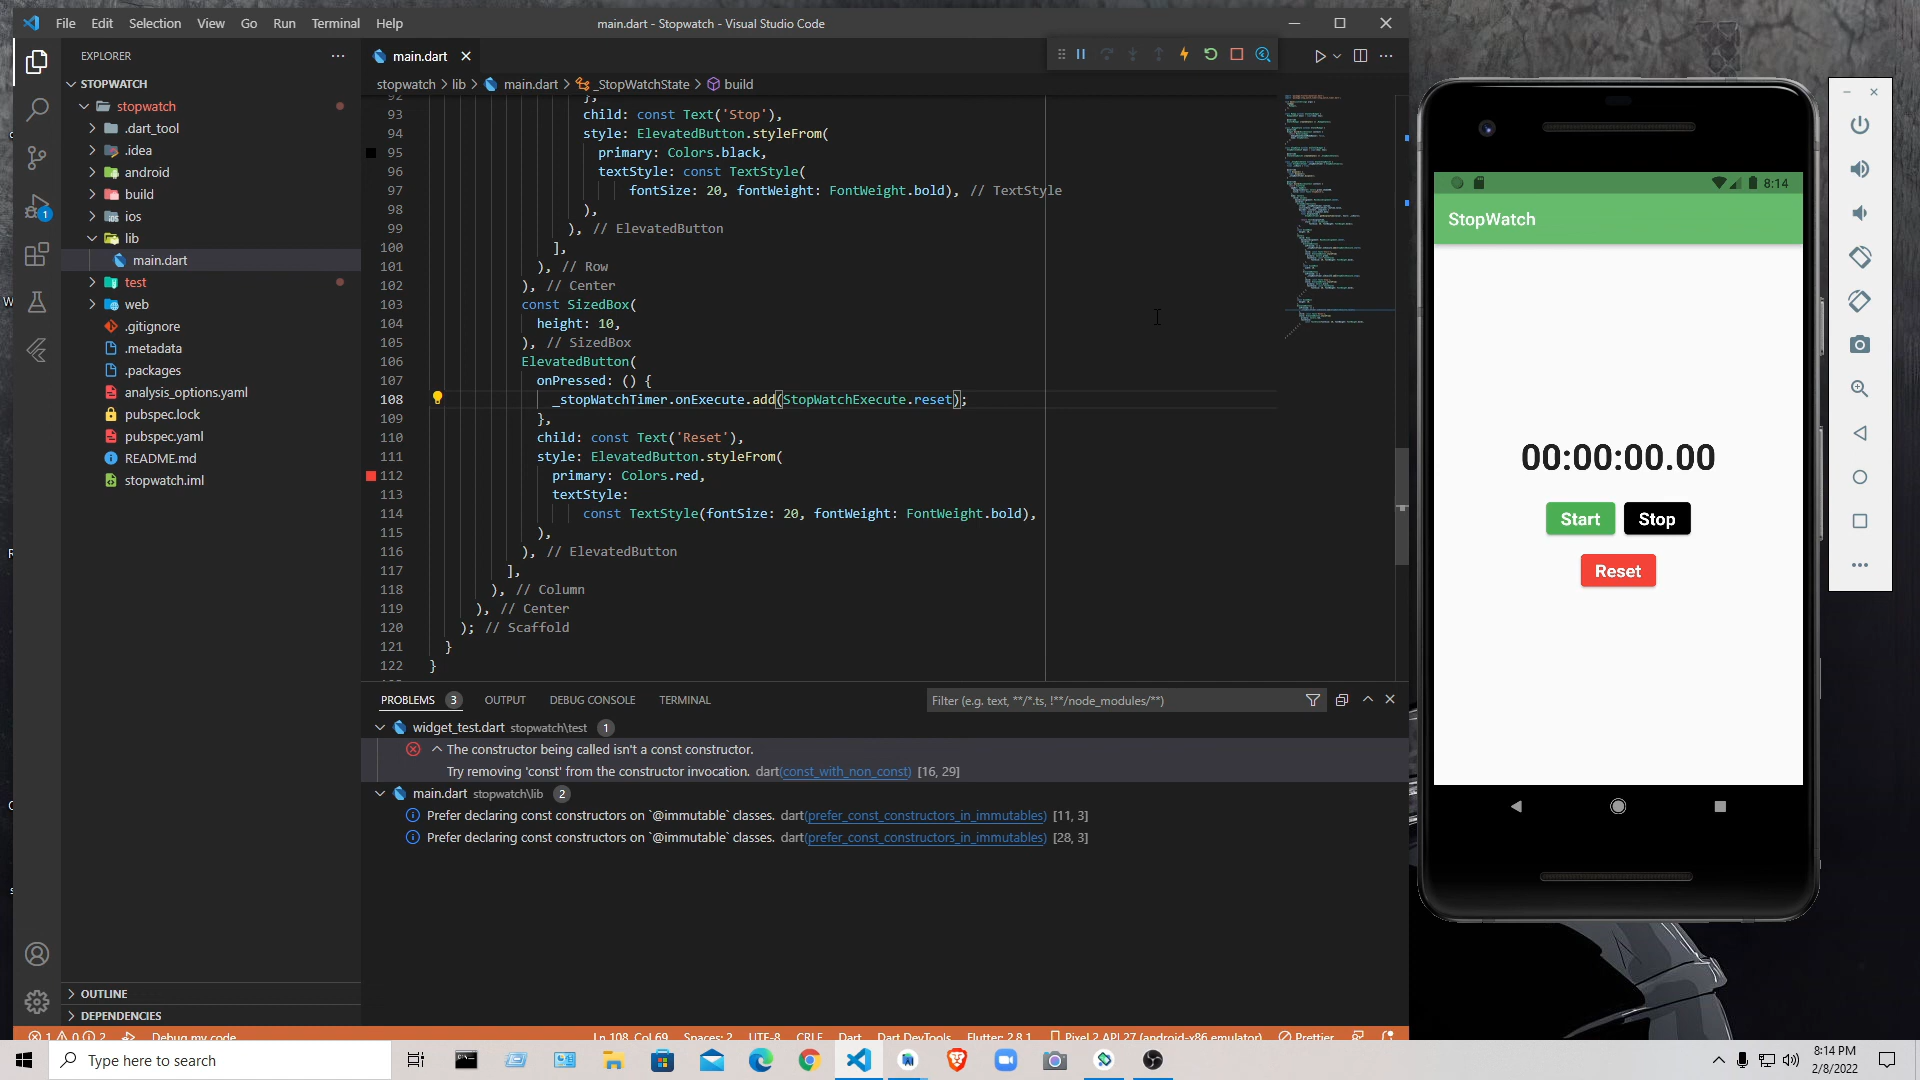 File Edit Selection View Go Run Terminal Help
main.dart - Stopwatch - Visual Studio Code
EXPLORER
STOPWATCH
stopwatch
.dart_tool
.idea
android
build
ios
lib
main.dart
test
web
.gitignore
.metadata
.packages
analysis_options.yaml
pubspec.lock
pubspec.yaml
README.md
stopwatch.iml
OUTLINE
DEPENDENCIES
1
main.dart
stopwatch > lib > main.dart > _StopWatchState > build
92 },
93 child: const Text('Stop'),
94 style: ElevatedButton.styleFrom(
95 primary: Colors.black,
96 textStyle: const TextStyle(
97 fontSize: 20, fontWeight: FontWeight.bold), // TextStyle
98 ),
99 ), // ElevatedButton
100 ],
101 ), // Row
102 ), // Center
103 const SizedBox(
104 height: 10,
105 ), // SizedBox
106 ElevatedButton(
107 onPressed: () {
108 _stopWatchTimer.onExecute.add(StopWatchExecute.reset);
109 },
110 child: const Text('Reset'),
111 style: ElevatedButton.styleFrom(
112 primary: Colors.red,
113 textStyle:
114 const TextStyle(fontSize: 20, fontWeight: FontWeight.bold),
115 ),
116 ), // ElevatedButton
117 ],
118 ), // Column
119 ), // Center
120 ); // Scaffold
121 }
122 }
PROBLEMS 3 OUTPUT DEBUG CONSOLE TERMINAL
Filter (e.g. text, **/*.ts, !**/node_modules/**)
widget_test.dart stopwatch\test 1
The constructor being called isn't a const constructor.
Try removing 'const' from the constructor invocation. dart(const_with_non_const) [16, 29]
main.dart stopwatch\lib 2
Prefer declaring const constructors on `@immutable` classes. dart(prefer_const_constructors_in_immutables) [11, 3]
Prefer declaring const constructors on `@immutable` classes. dart(prefer_const_constructors_in_immutables) [28, 3]
1 0 2 Debug my code
Ln 108, Col 69 Spaces: 2 UTF-8 CRLF Dart Dart DevTools Flutter: 2.8.1 Pixel 2 API 27 (android-x86 emulator) Prettier
8:14
StopWatch
00:00:00.00
Start Stop
Reset
Type here to search
8:14 PM
2/8/2022